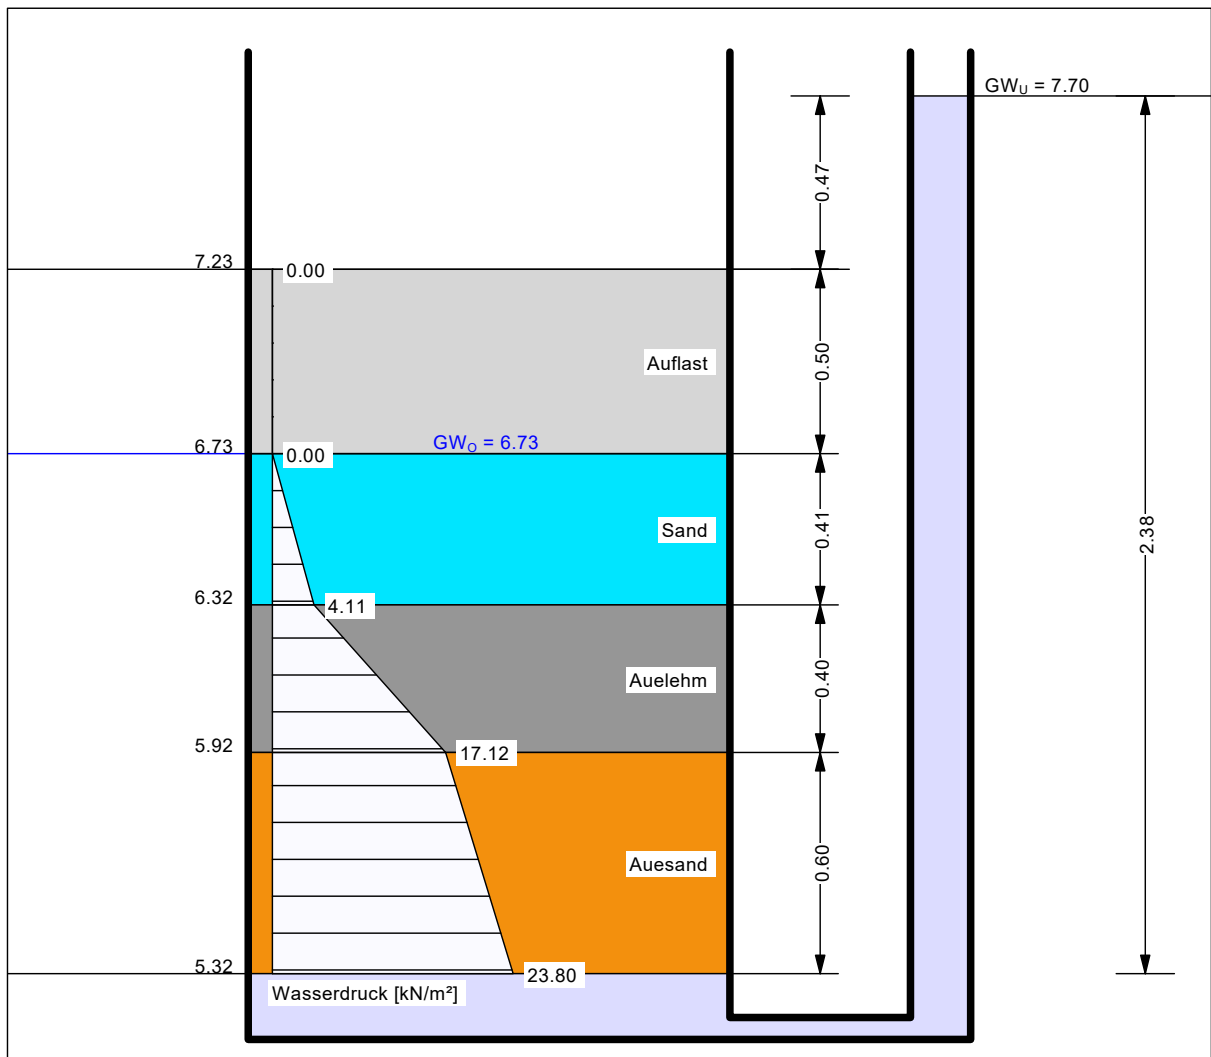 GWU = 7.70
0.47
7.23
0.00
Auflast
0.50
GWO = 6.73
6.73
0.00
Sand
0.41
2.38
6.32
4.11
Auelehm
0.40
5.92
17.12
Auesand
0.60
5.32
23.80
Wasserdruck [kN/m²]